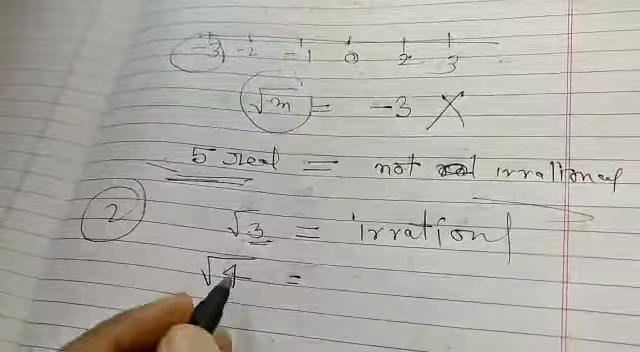 -3 -2 -1 0 2 3
√m = -3 ✗
5 real = not irrational
2 √3 = irrational
√4 =